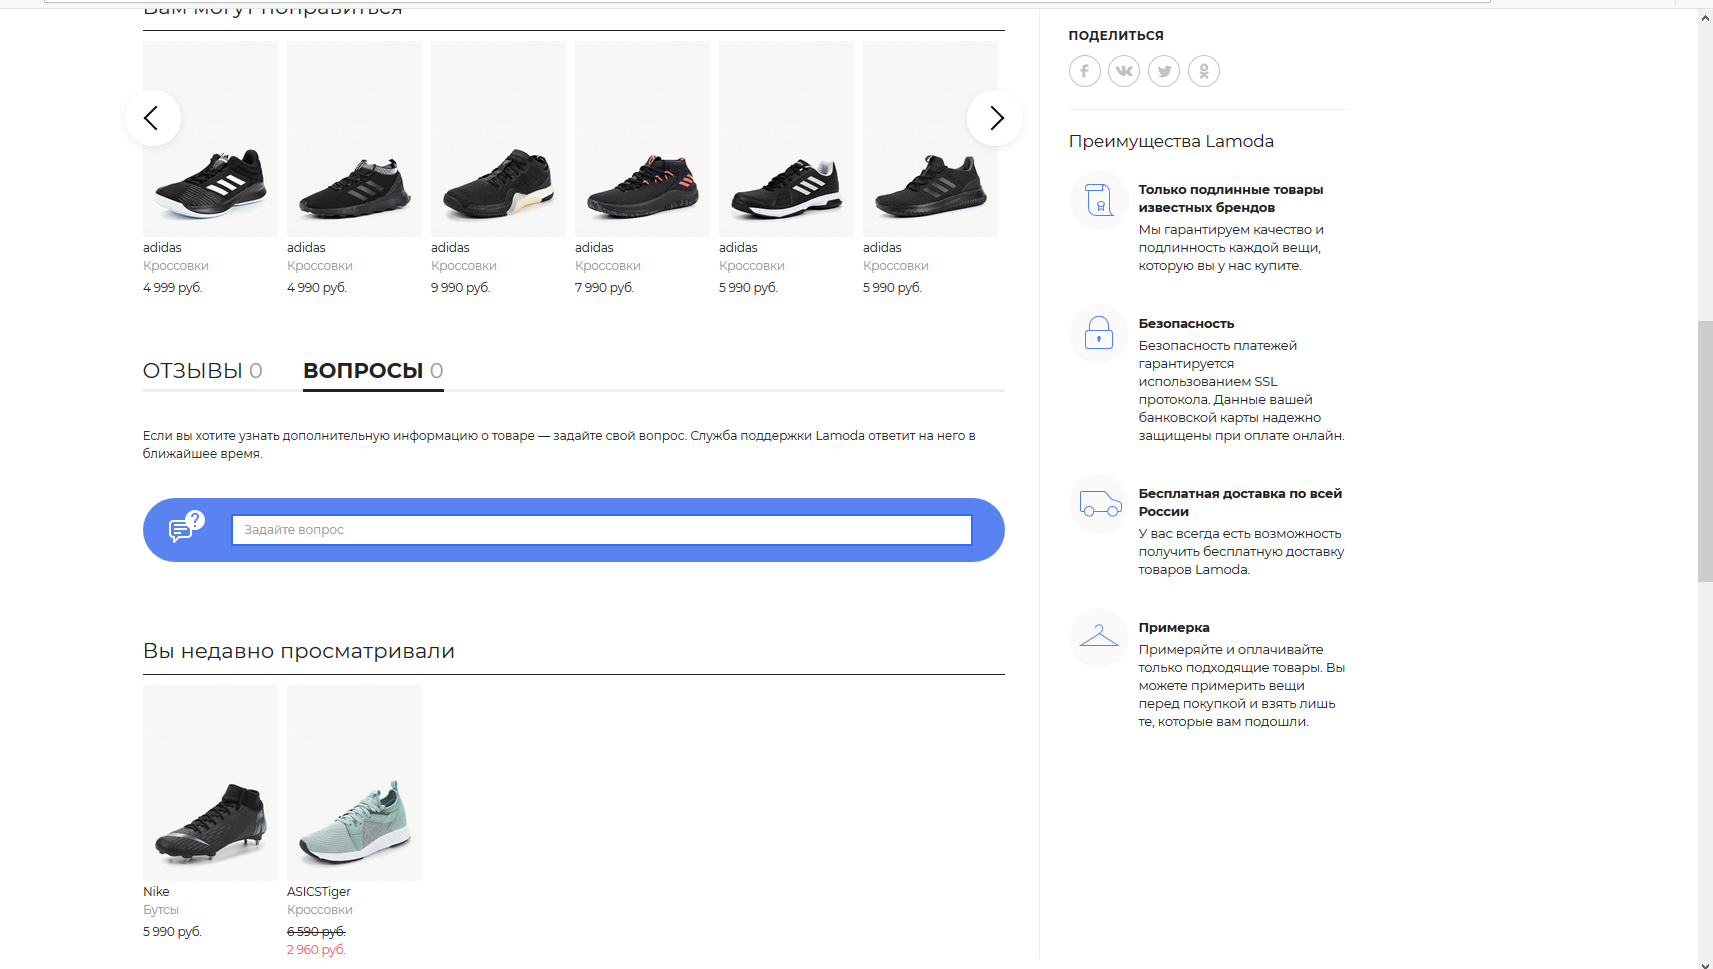 Вам могут понравиться
adidas
Кроссовки
4 999 руб.
adidas
Кроссовки
4 990 руб.
adidas
Кроссовки
9 990 руб.
adidas
Кроссовки
7 990 руб.
adidas
Кроссовки
5 990 руб.
adidas
Кроссовки
5 990 руб.
ОТЗЫВЫ 0
ВОПРОСЫ 0
Если вы хотите узнать дополнительную информацию о товаре — задайте свой вопрос. Служба поддержки Lamoda ответит на него в
ближайшее время.
Задайте вопрос
Вы недавно просматривали
Nike
Бутсы
5 990 руб.
ASICSTiger
Кроссовки
6 590 руб.
2 960 руб.
ПОДЕЛИТЬСЯ
Преимущества Lamoda
Только подлинные товары
известных брендов
Мы гарантируем качество и
подлинность каждой вещи,
которую вы у нас купите.
Безопасность
Безопасность платежей
гарантируется
использованием SSL
протокола. Данные вашей
банковской карты надежно
защищены при оплате онлайн.
Бесплатная доставка по всей
России
У вас всегда есть возможность
получить бесплатную доставку
товаров Lamoda.
Примерка
Примеряйте и оплачивайте
только подходящие товары. Вы
можете примерить вещи
перед покупкой и взять лишь
те, которые вам подошли.